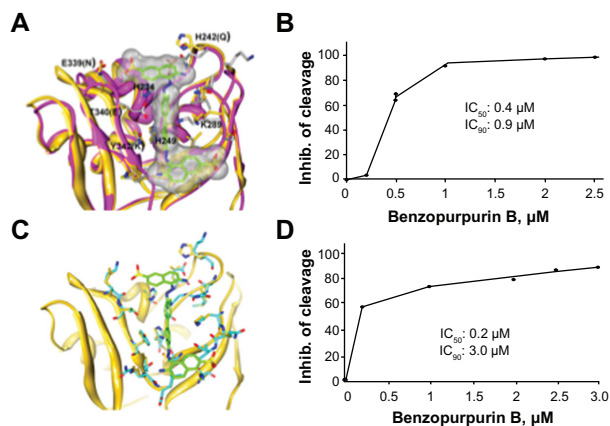 A
H242(Q)
E339(N)
H234
T340(E)
K289
H249
Y342(K)
B
Inhib. of cleavage
100
80
60
40
20
0
IC50: 0.4 µM
IC90: 0.9 µM
0 0.5 1.0 1.5 2.0 2.5
Benzopurpurin B, µM
C
D
Inhib. of cleavage
100
80
60
40
20
0
IC50: 0.2 µM
IC90: 3.0 µM
0 0.5 1.0 1.5 2.0 2.5 3.0
Benzopurpurin B, µM